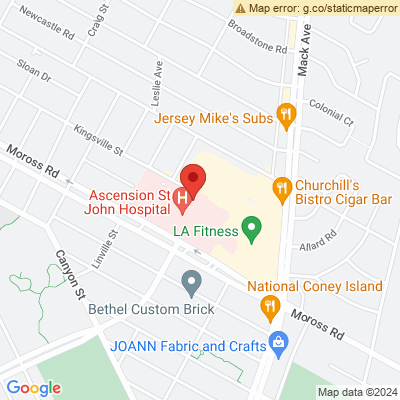 Map error: g.co/staticmaperror
Newcastle Rd
Craig St
Broadstone Rd
Mack Ave
Sloan Dr
Leslie Ave
Colonial Ct
Jersey Mike's Subs
Kingsville St
Moross Rd
Ascension St
John Hospital
H
Churchill's
Bistro Cigar Bar
LA Fitness
Allard Rd
Linville St
Canyon St
National Coney Island
Bethel Custom Brick
Moross Rd
JOANN Fabric and Crafts
Google
Map data ©2024